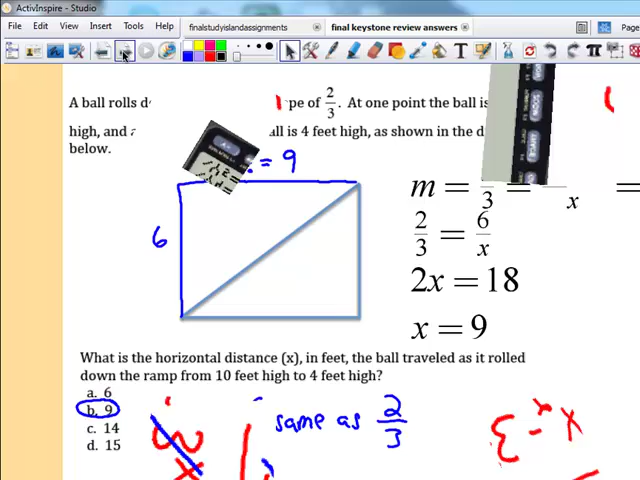 ActivInspire - Studio
File Edit View Insert Tools Help
finalstudyislandassignments final keystone review answers
A ball rolls d pe of 2/3. At one point the ball is
high, and a all is 4 feet high, as shown in the d
below.
= 9
6
m = /3 = /x =
2/3 = 6/x
2x = 18
x = 9
What is the horizontal distance (x), in feet, the ball traveled as it rolled
down the ramp from 10 feet high to 4 feet high?
a. 6
b. 9
c. 14
d. 15
same as 2/3